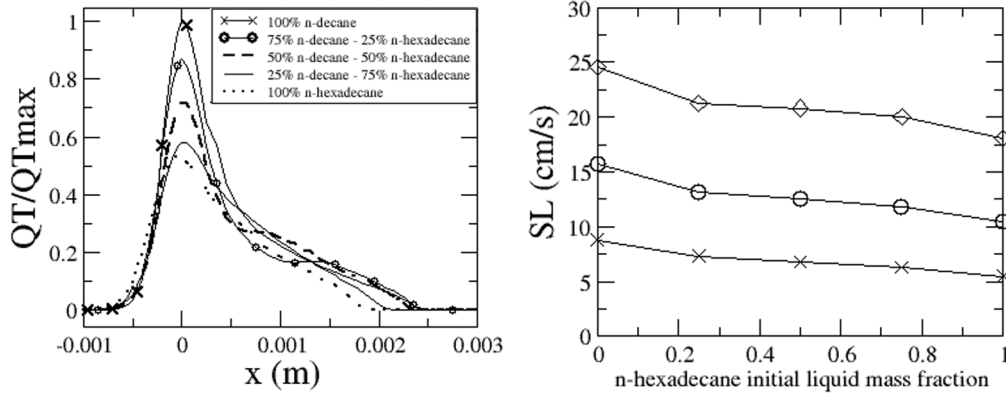 1
0.8
0.6
0.4
0.2
0
QT/QTmax
100% n-decane
75% n-decane - 25% n-hexadecane
50% n-decane - 50% n-hexadecane
25% n-decane - 75% n-hexadecane
100% n-hexadecane
-0.001
0
0.001
0.002
0.003
x (m)
30
25
20
15
10
5
0
SL (cm/s)
0
0.2
0.4
0.6
0.8
1
n-hexadecane initial liquid mass fraction